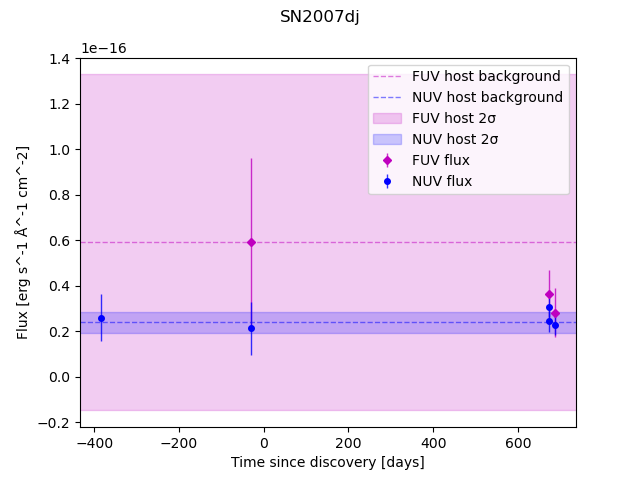 SN2007dj
1e−16
1.4
1.2
1.0
0.8
0.6
0.4
0.2
0.0
−0.2
Flux [erg s^-1 Å^-1 cm^-2]
FUV host background
NUV host background
FUV host 2σ
NUV host 2σ
FUV flux
NUV flux
−400
−200
0
200
400
600
Time since discovery [days]